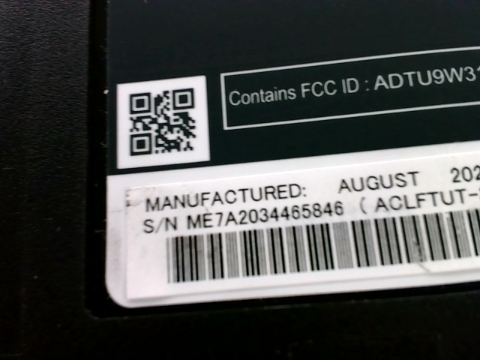 Contains FCC ID : ADTU9W31
MANUFACTURED: AUGUST 202
S/N ME7A2034465846 ( ACLFTUT-